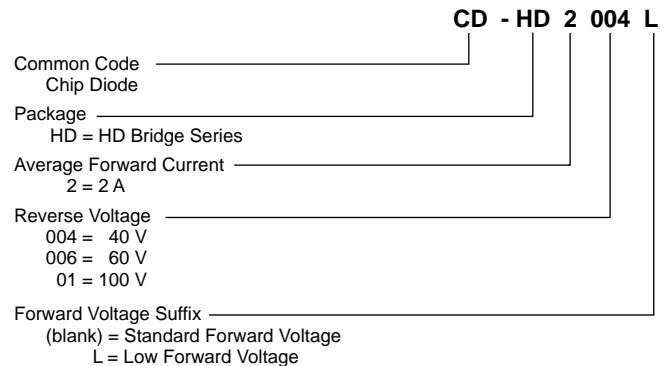 CD - HD 2 004 L
Common Code
Chip Diode
Package
HD = HD Bridge Series
Average Forward Current
2 = 2 A
Reverse Voltage
004 = 40 V
006 = 60 V
01 = 100 V
Forward Voltage Suffix
(blank) = Standard Forward Voltage
L = Low Forward Voltage